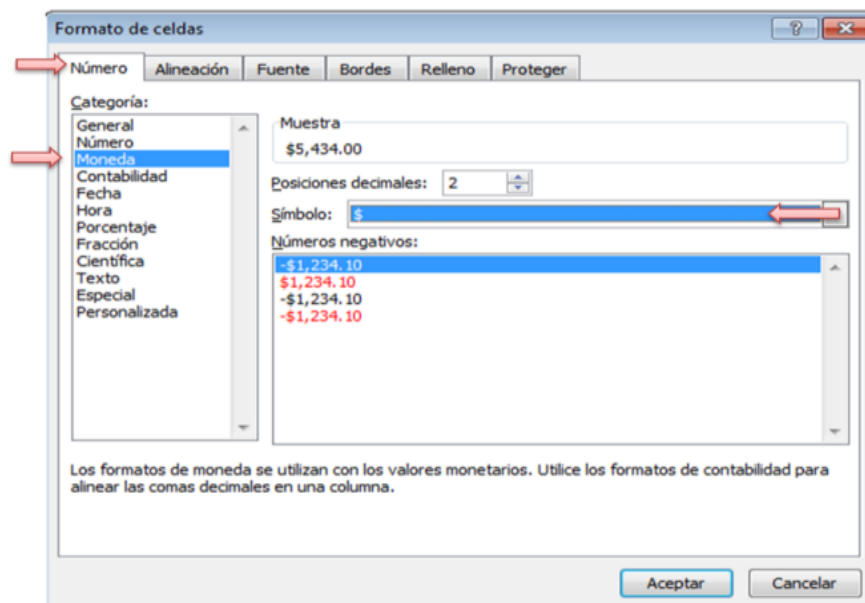 Formato de celdas
Número Alineación Fuente Bordes Relleno Proteger
Categoría:
General
Número
Moneda
Contabilidad
Fecha
Hora
Porcentaje
Fracción
Científica
Texto
Especial
Personalizada
Muestra
$5,434.00
Posiciones decimales: 2
Símbolo: $
Números negativos:
-$1,234.10
$1,234.10
-$1,234.10
-$1,234.10
Los formatos de moneda se utilizan con los valores monetarios. Utilice los formatos de contabilidad para
alinear las comas decimales en una columna.
Aceptar Cancelar